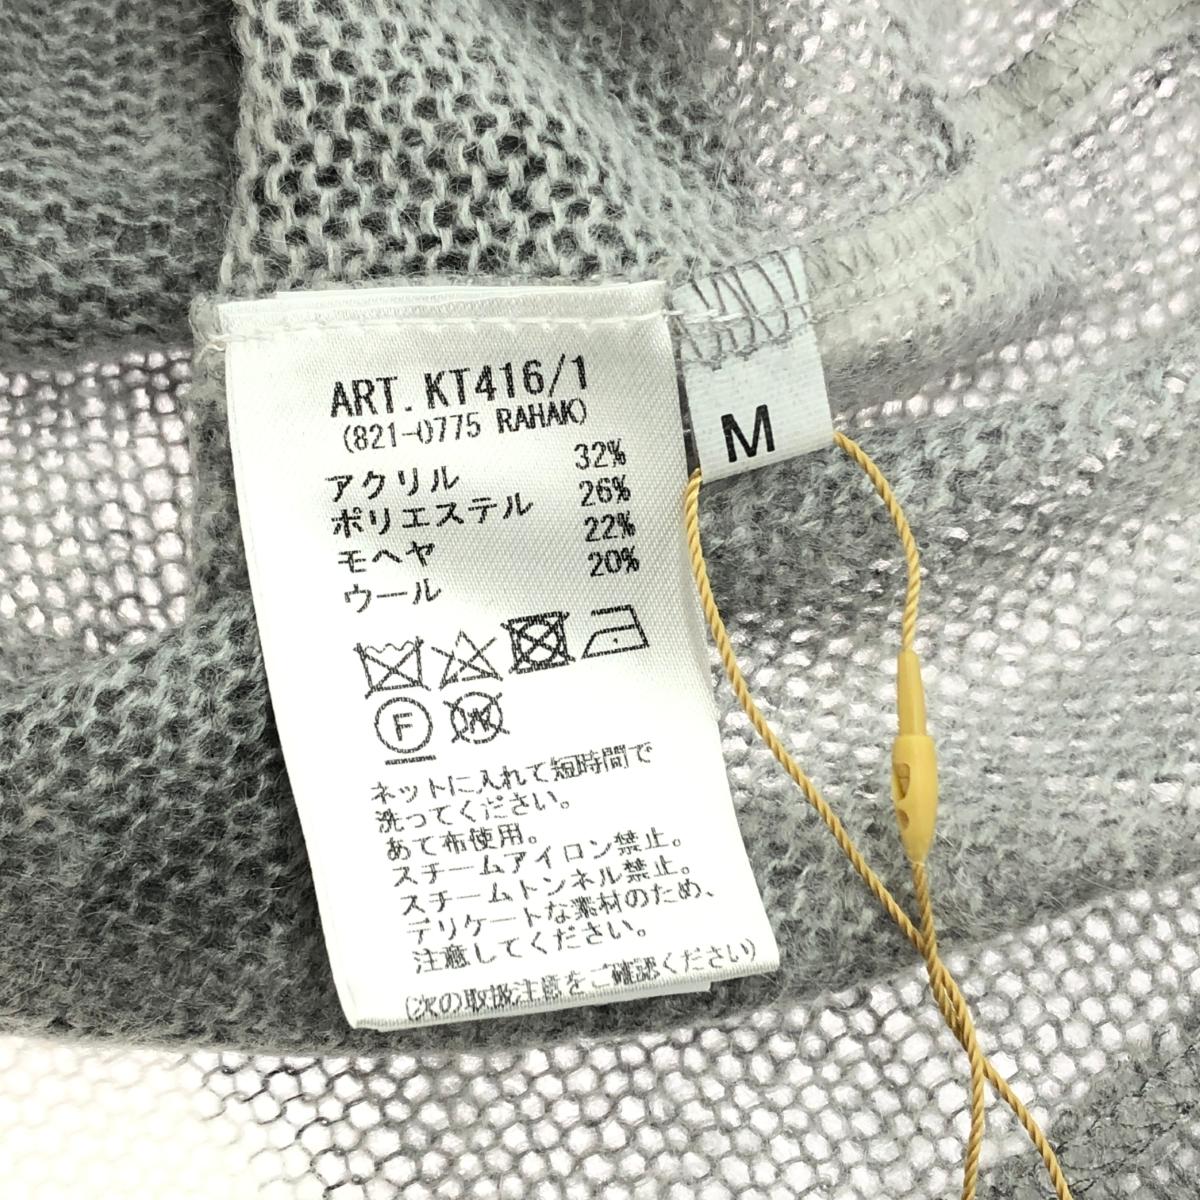 ART. KT416/1
(821-0775 RAHAK)
アクリル 32%
ポリエステル 26%
モヘヤ 22%
ウール 20%
M
F
W
ネットに入れて短時間で
洗ってください。
あて布使用。
スチームアイロン禁止。
スチームトンネル禁止。
デリケートな素材のため、
注意してください。
(次の取扱注意をご確認ください)